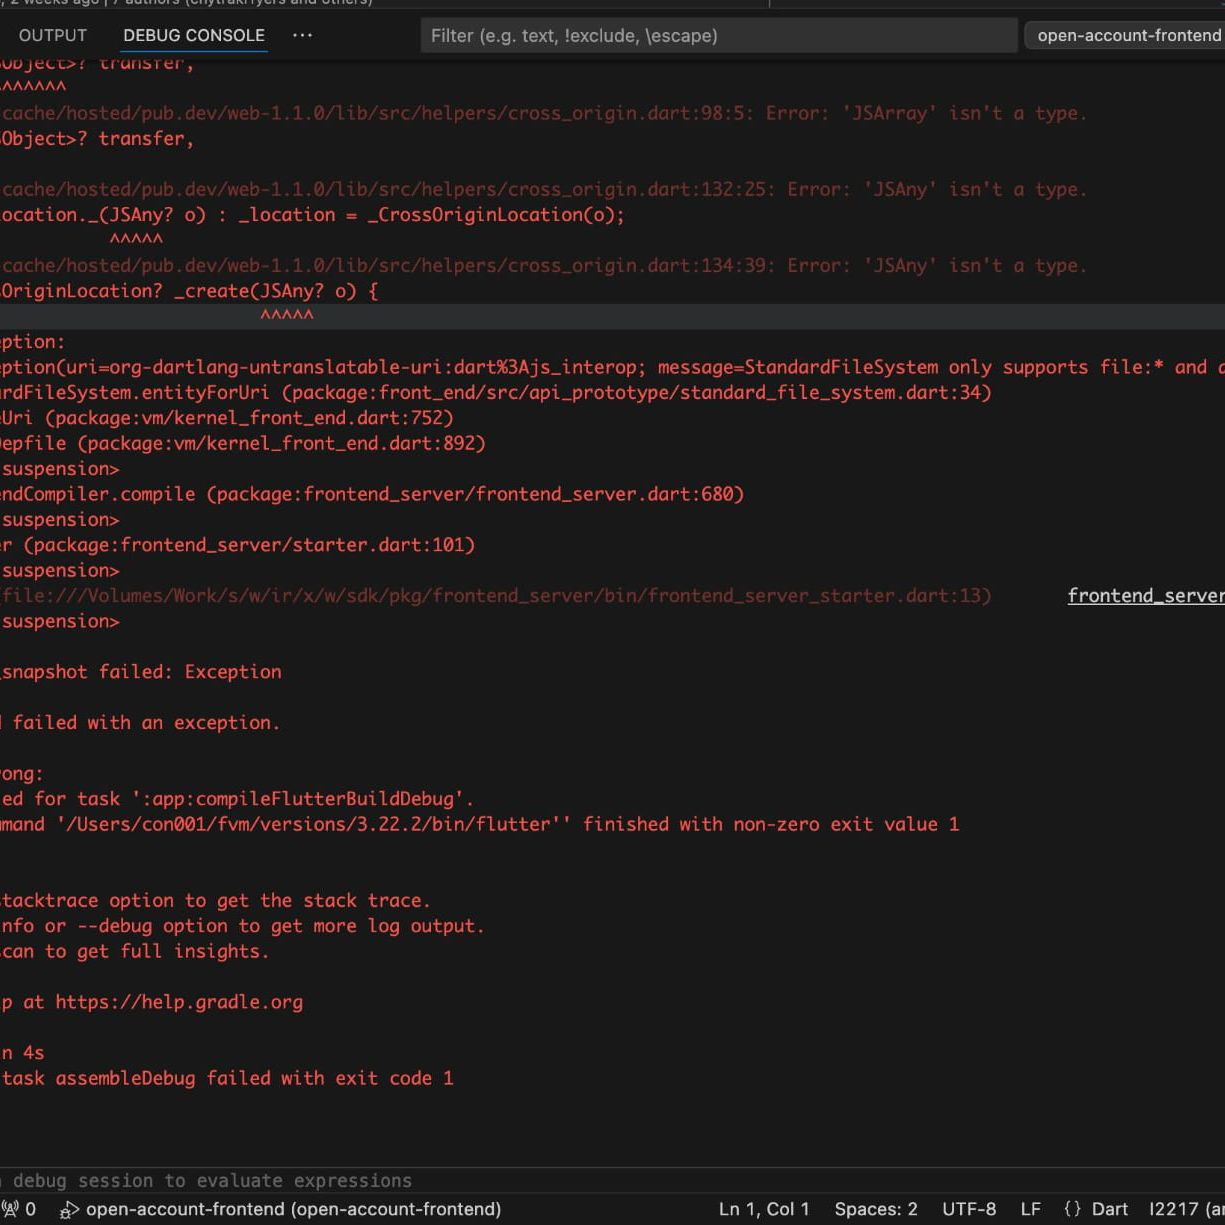 , 2 weeks ago | 7 authors (chytrakrryers and others)
OUTPUT DEBUG CONSOLE ··· Filter (e.g. text, !exclude, \escape) open-account-frontend
Object>? transfer,
^^^^^^^
cache/hosted/pub.dev/web-1.1.0/lib/src/helpers/cross_origin.dart:98:5: Error: 'JSArray' isn't a type.
Object>? transfer,
cache/hosted/pub.dev/web-1.1.0/lib/src/helpers/cross_origin.dart:132:25: Error: 'JSAny' isn't a type.
ocation._(JSAny? o) : _location = _CrossOriginLocation(o);
^^^^^
cache/hosted/pub.dev/web-1.1.0/lib/src/helpers/cross_origin.dart:134:39: Error: 'JSAny' isn't a type.
OriginLocation? _create(JSAny? o) {
^^^^^
ption:
eption(uri=org-dartlang-untranslatable-uri:dart%3Ajs_interop; message=StandardFileSystem only supports file:* and d
rdFileSystem.entityForUri (package:front_end/src/api_prototype/standard_file_system.dart:34)
Uri (package:vm/kernel_front_end.dart:752)
Depfile (package:vm/kernel_front_end.dart:892)
suspension>
endCompiler.compile (package:frontend_server/frontend_server.dart:680)
suspension>
er (package:frontend_server/starter.dart:101)
suspension>
file:///Volumes/Work/s/w/ir/x/w/sdk/pkg/frontend_server/bin/frontend_server_starter.dart:13) frontend_server
suspension>
_snapshot failed: Exception
d failed with an exception.
rong:
ed for task ':app:compileFlutterBuildDebug'.
mmand '/Users/con001/fvm/versions/3.22.2/bin/flutter'' finished with non-zero exit value 1
stacktrace option to get the stack trace.
info or --debug option to get more log output.
scan to get full insights.
p at https://help.gradle.org
n 4s
task assembleDebug failed with exit code 1
debug session to evaluate expressions
0 open-account-frontend (open-account-frontend) Ln 1, Col 1 Spaces: 2 UTF-8 LF {} Dart I2217 (ar